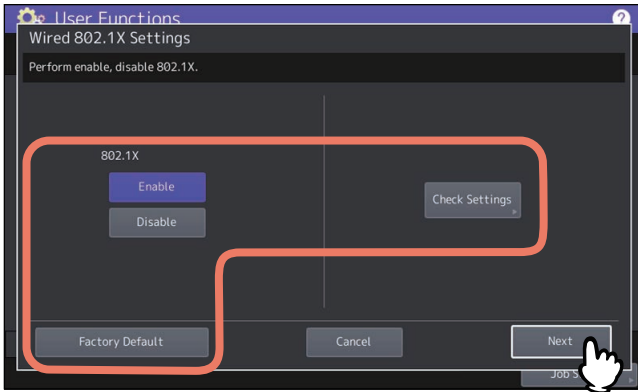 User Functions
?
Wired 802.1X Settings
Perform enable, disable 802.1X.
802.1X
Enable
Disable
Check Settings
Factory Default
Cancel
Next
Job S